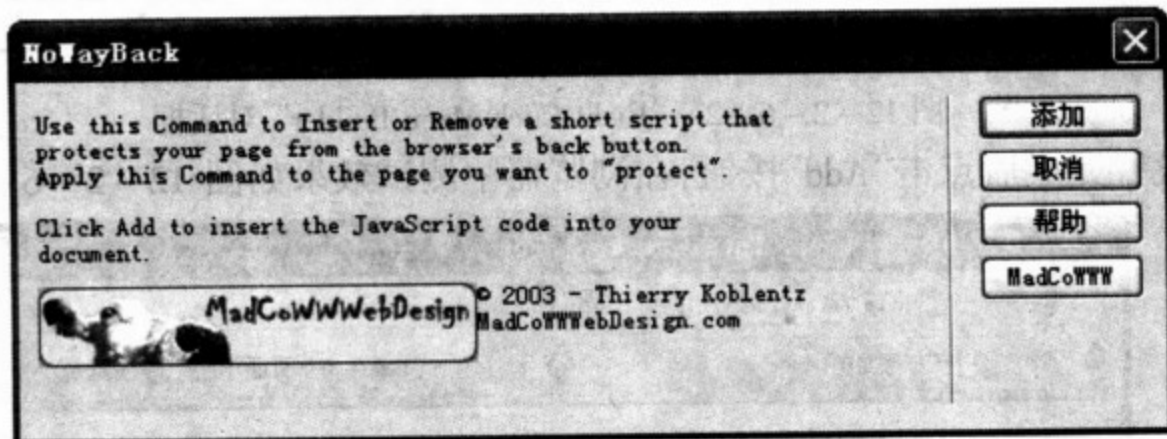 NoWayBack
Use this Command to Insert or Remove a short script that
protects your page from the browser's back button.
Apply this Command to the page you want to "protect".
Click Add to insert the JavaScript code into your
document.
MadCoWWWebDesign
© 2003 - Thierry Koblentz
MadCoWWWebDesign.com
添加
取消
帮助
MadCoWWW